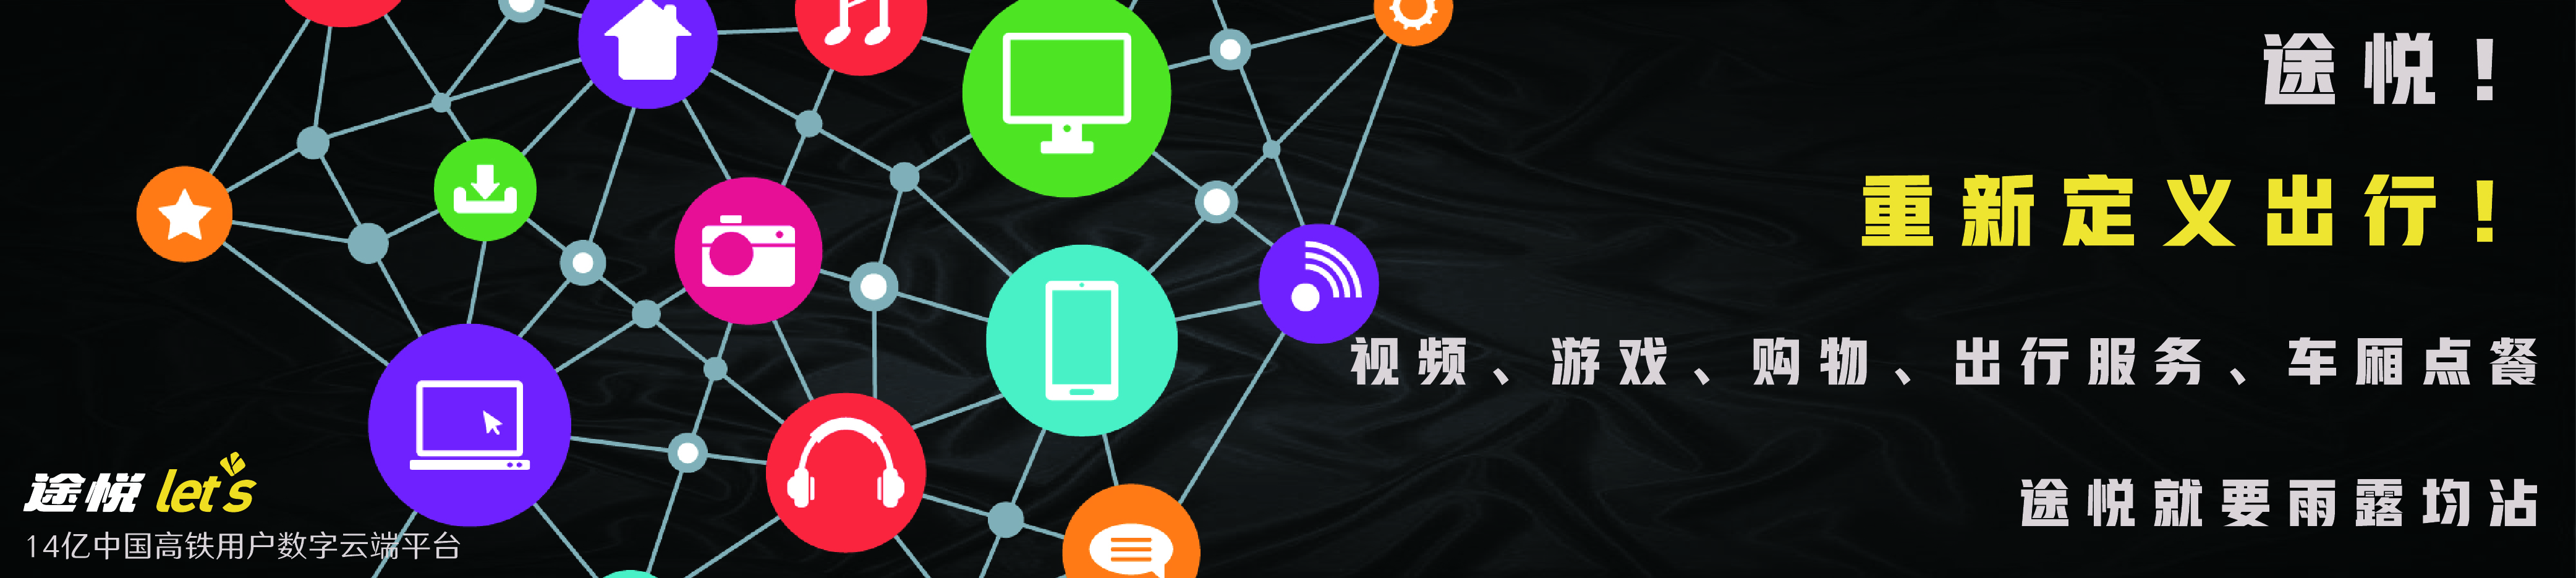 途悦！
重新定义出行！
视频、游戏、购物、出行服务、车厢点餐
途悦就要雨露均沾
途悦 let's
14亿中国高铁用户数字云端平台